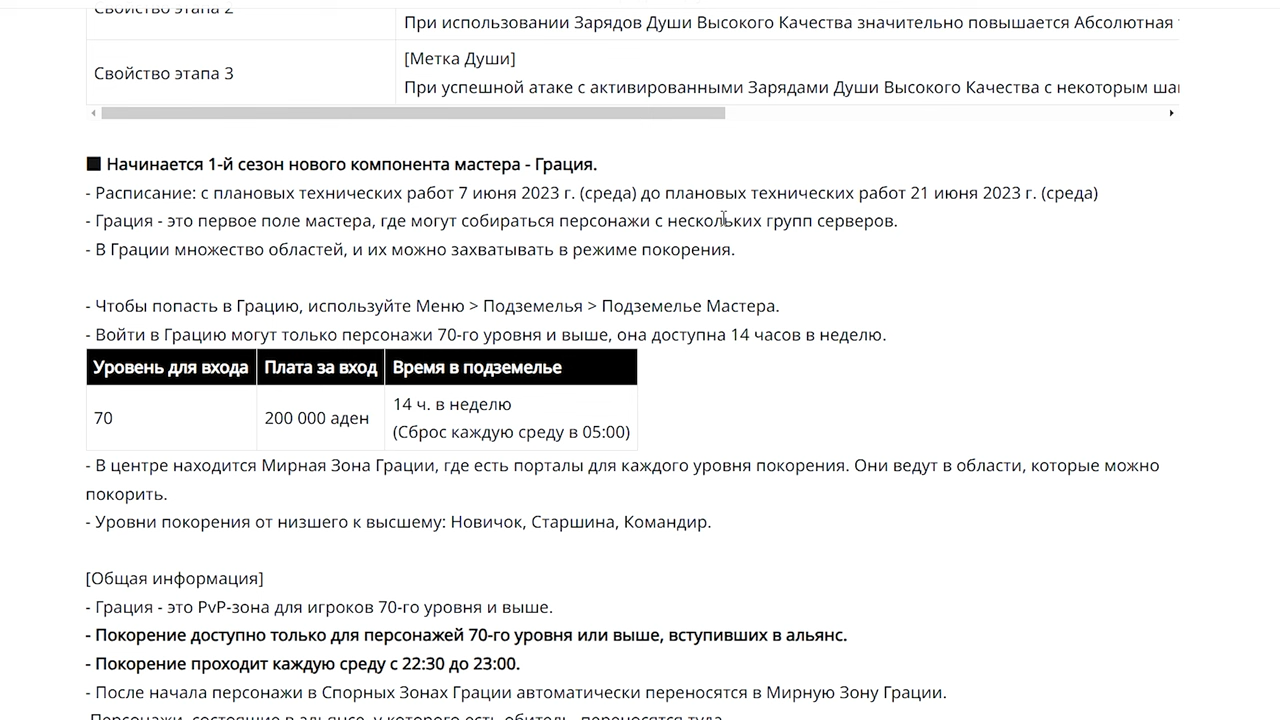 Свойство этапа 2
При использовании Зарядов Души Высокого Качества значительно повышается Абсолютная
[Метка Души]
Свойство этапа 3
При успешной атаке с активированными Зарядами Души Высокого Качества с некоторым
■ Начинается 1-й сезон нового компонента мастера - Грация.
- Расписание: с плановых технических работ 7 июня 2023 г. (среда) до плановых технических работ 21 июня 2023 г. (среда)
- Грация - это первое поле мастера, где могут собираться персонажи с нескольких групп серверов.
- В Грации множество областей, и их можно захватывать в режиме покорения.
- Чтобы попасть в Грацию, используйте Меню > Подземелья > Подземелье Мастера.
- Войти в Грацию могут только персонажи 70-го уровня и выше, она доступна 14 часов в неделю.
Уровень для входа Плата за вход Время в подземелье
70 200 000 аден 14 ч. в неделю
(Сброс каждую среду в 05:00)
- В центре находится Мирная Зона Грации, где есть порталы для каждого уровня покорения. Они ведут в области, которые можно
покорить.
- Уровни покорения от низшего к высшему: Новичок, Старшина, Командир.
[Общая информация]
- Грация - это PvP-зона для игроков 70-го уровня и выше.
- Покорение доступно только для персонажей 70-го уровня или выше, вступивших в альянс.
- Покорение проходит каждую среду с 22:30 до 23:00.
- После начала персонажи в Спорных Зонах Грации автоматически переносятся в Мирную Зону Грации.
Персонажи, состоящие в альянсе, у которого есть обитель, переносятся туда.